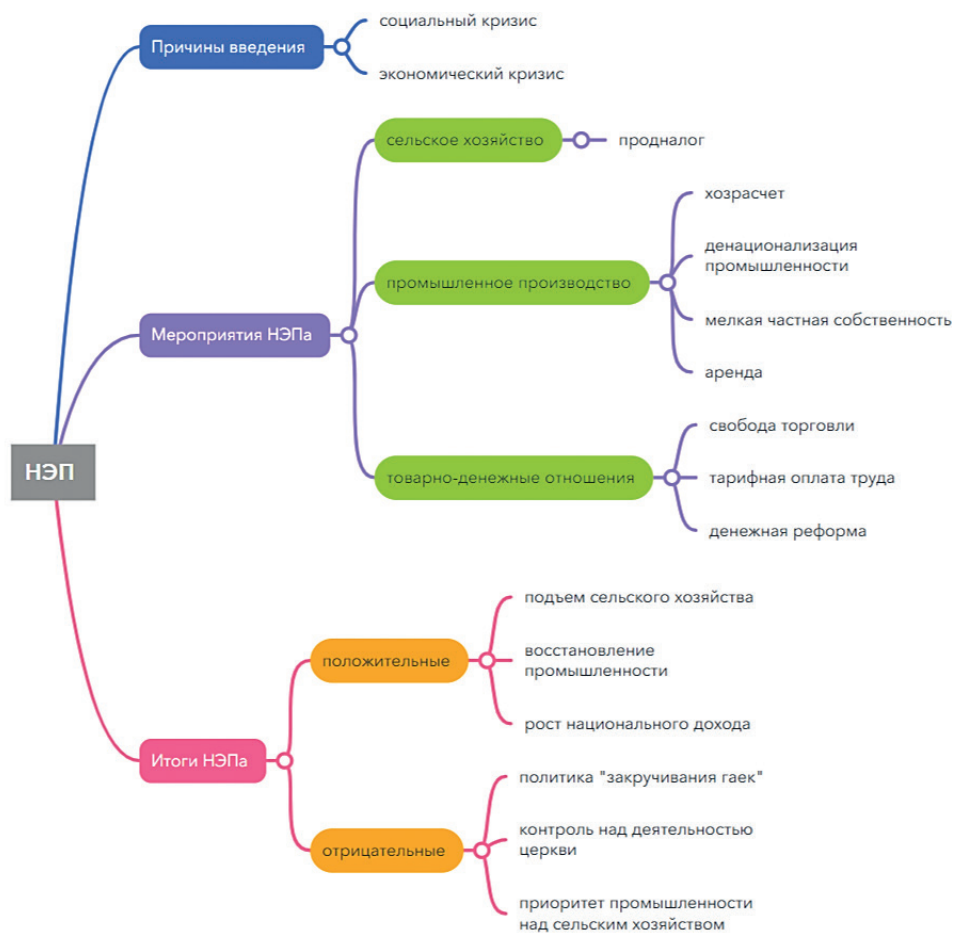 социальный кризис
Причины введения
экономический кризис
сельское хозяйство
продналог
хозрасчет
денационализация
промышленности
промышленное производство
мелкая частная собственность
Мероприятия НЭПа
аренда
свобода торговли
НЭП
товарно-денежные отношения
тарифная оплата труда
денежная реформа
подъем сельского хозяйства
положительные
восстановление
промышленности
рост национального дохода
Итоги НЭПа
политика "закручивания гаек"
отрицательные
контроль над деятельностью
церкви
приоритет промышленности
над сельским хозяйством